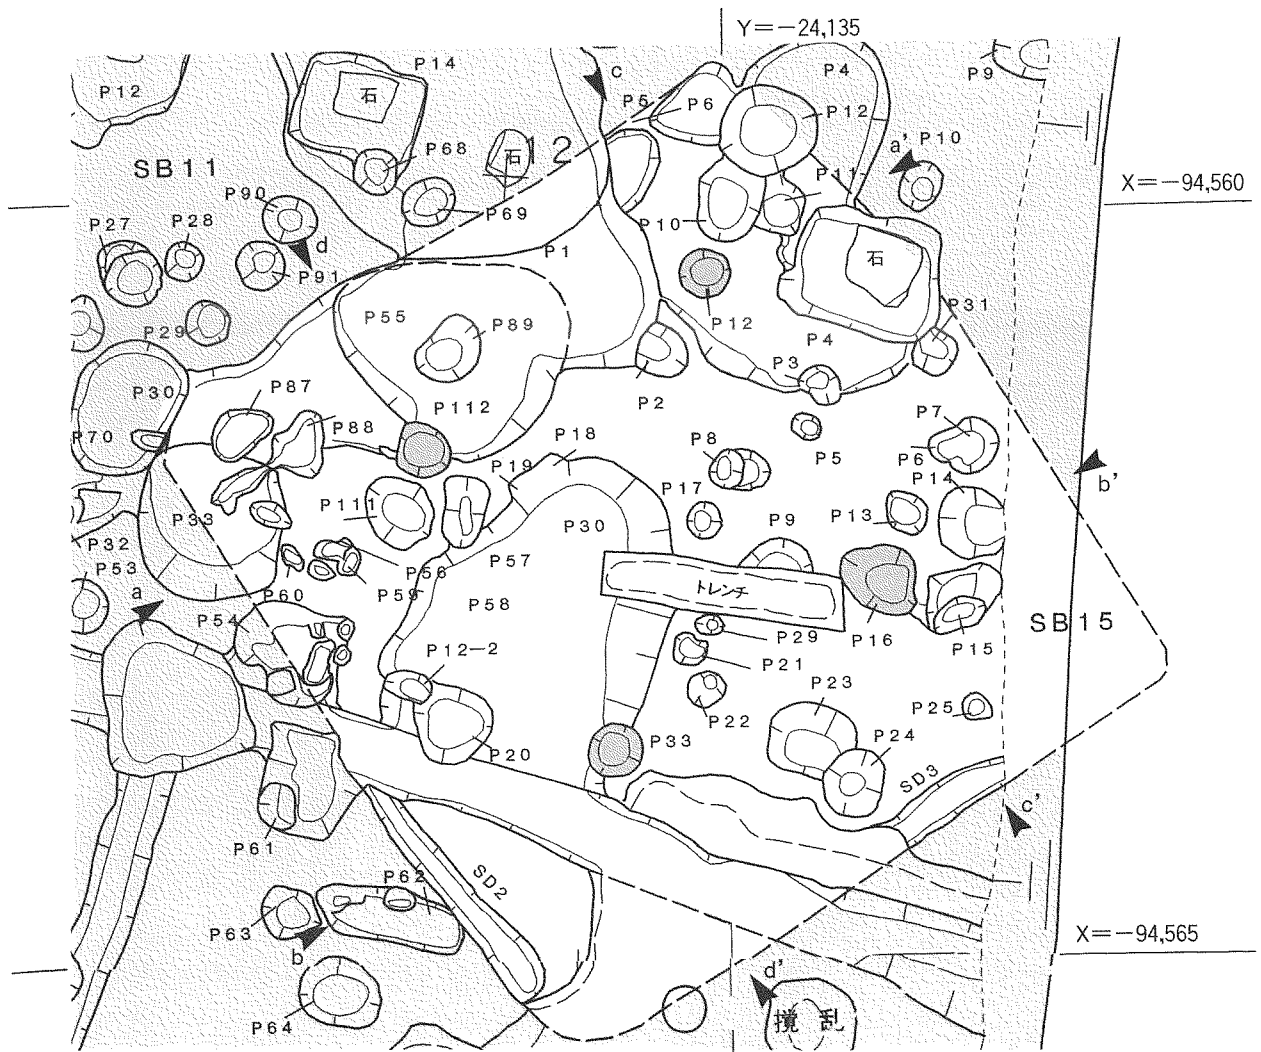 Y=-24,135
P14
c
P4
P9
P12
石
P5
P6
P12
SB11
P68
石
12
a'
P10
X=-94,560
P90
P69
P11
P27
P28
d
P10
P1
石
P91
P29
P55
P89
P12
P4
P31
P3
P30
P87
P112
P2
P7
P70
P88
P18
P8
P5
P6
b'
P19
P17
P14
P33
P111
P30
P13
P32
P57
P9
P53
P56
a
P60
P59
P58
トレンチ
P54
P29
P16
SB15
P12-2
P21
P15
P23
P22
P25
P20
P33
P24
SD3
c'
P61
P62
SD2
P63
b
X=-94,565
d'
P64
撹乱